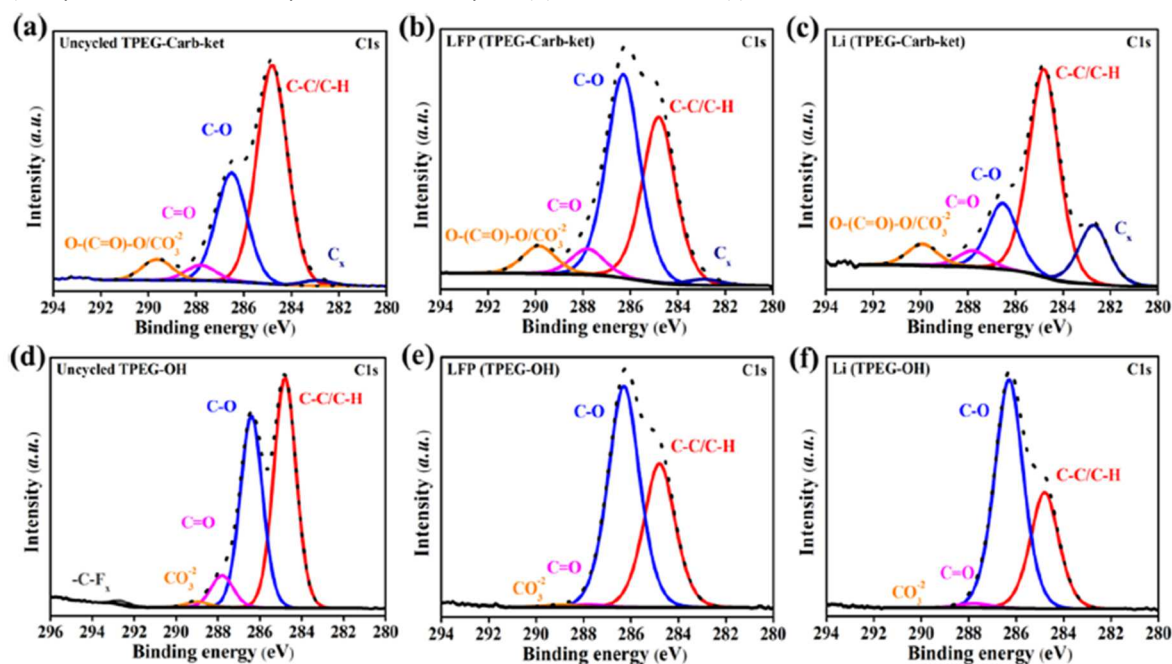 (a)
Uncycled TPEG-Carb-ket
C1s
C-C/C-H
C-O
C=O
O-(C=O)-O/CO₃⁻²
Cₓ
Intensity (a.u.)
294 292 290 288 286 284 282 280
Binding energy (eV)
(b)
LFP (TPEG-Carb-ket)
C1s
C-O
C-C/C-H
C=O
O-(C=O)-O/CO₃⁻²
Cₓ
Intensity (a.u.)
294 292 290 288 286 284 282 280
Binding energy (eV)
(c)
Li (TPEG-Carb-ket)
C1s
C-C/C-H
C-O
C=O
O-(C=O)-O/CO₃⁻²
Cₓ
Intensity (a.u.)
294 292 290 288 286 284 282 280
Binding energy (eV)
(d)
Uncycled TPEG-OH
C1s
C-O
C-C/C-H
C=O
CO₃⁻²
-C-Fₓ
Intensity (a.u.)
296 294 292 290 288 286 284 282 280
Binding energy (eV)
(e)
LFP (TPEG-OH)
C1s
C-O
C-C/C-H
C=O
CO₃⁻²
Intensity (a.u.)
294 292 290 288 286 284 282 280
Binding energy (eV)
(f)
Li (TPEG-OH)
C1s
C-O
C-C/C-H
C=O
CO₃⁻²
Intensity (a.u.)
294 292 290 288 286 284 282 280
Binding energy (eV)